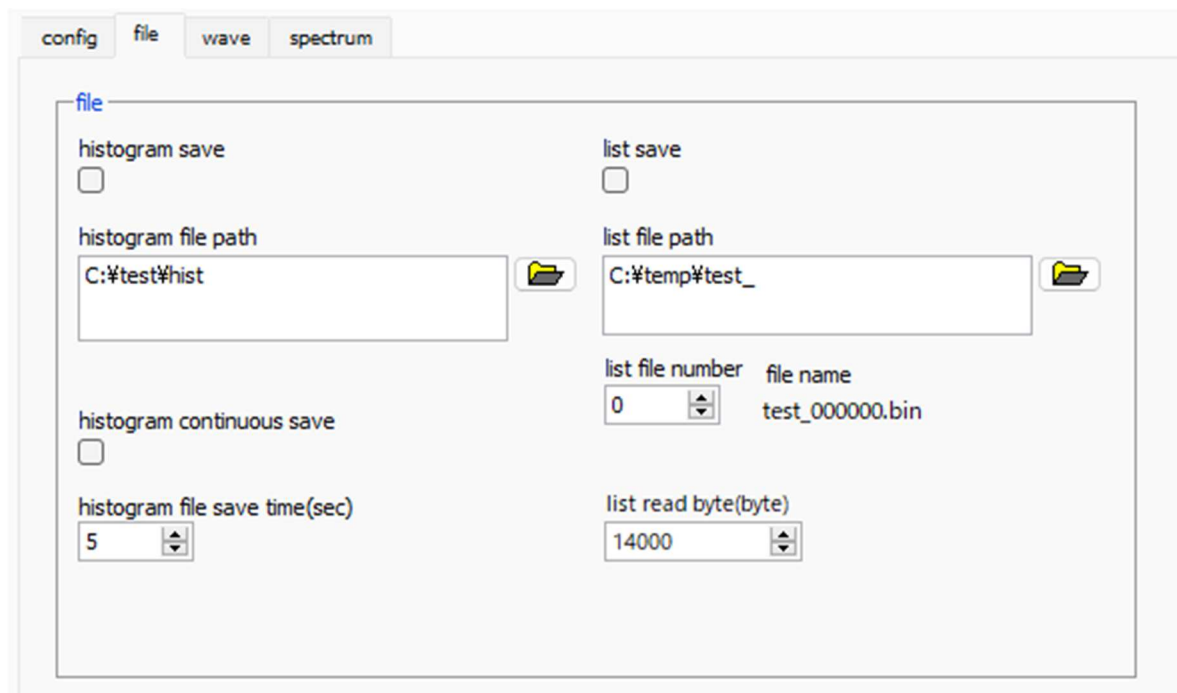 config file wave spectrum
file
histogram save
list save
histogram file path
list file path
C:¥test¥hist
C:¥temp¥test_
list file number file name
0 test_000000.bin
histogram continuous save
histogram file save time(sec)
list read byte(byte)
5
14000